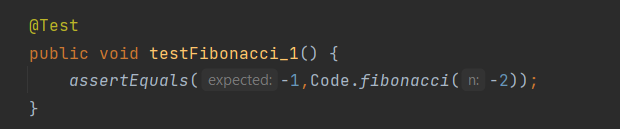 @Test
public void testFibonacci_1() {
assertEquals( expected: -1,Code.fibonacci( n: -2));
}